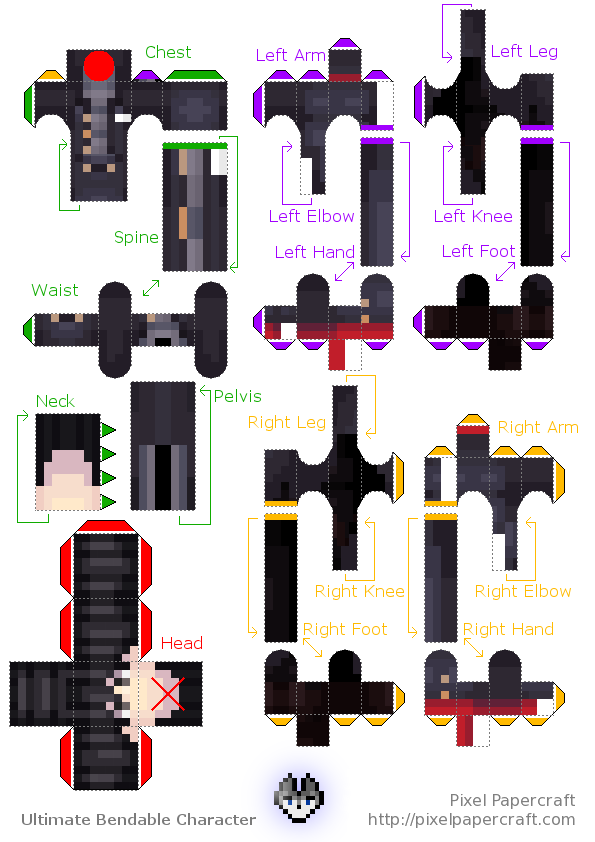 Chest
Left Arm
Left Leg
Spine
Left Elbow
Left Knee
Left Hand
Left Foot
Waist
Neck
Pelvis
Right Leg
Right Arm
Right Knee
Right Elbow
Right Foot
Right Hand
Head
Ultimate Bendable Character
Pixel Papercraft
http://pixelpapercraft.com